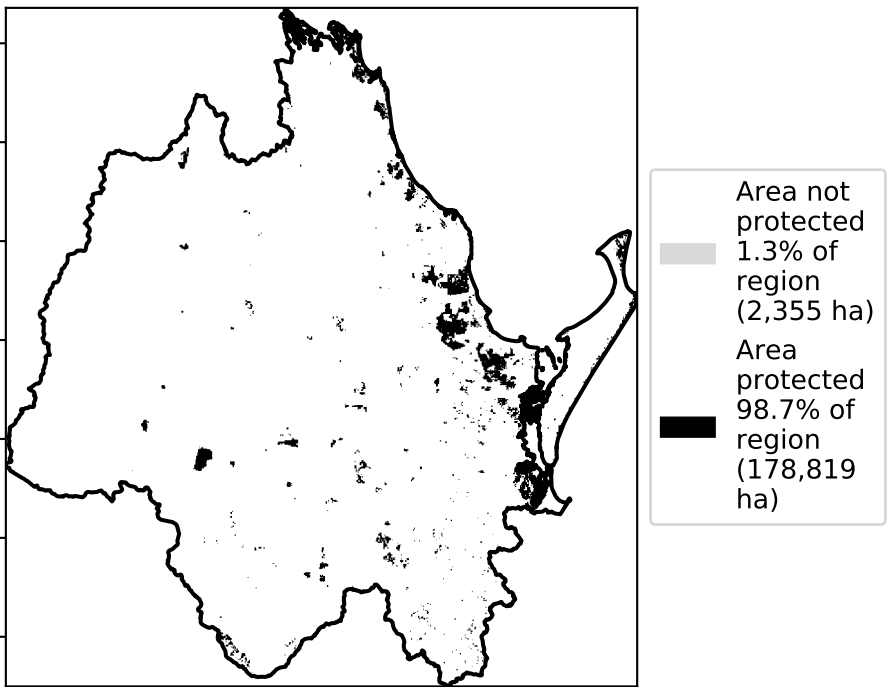 Area not
protected
1.3% of
region
(2,355 ha)
Area
protected
98.7% of
region
(178,819
ha)